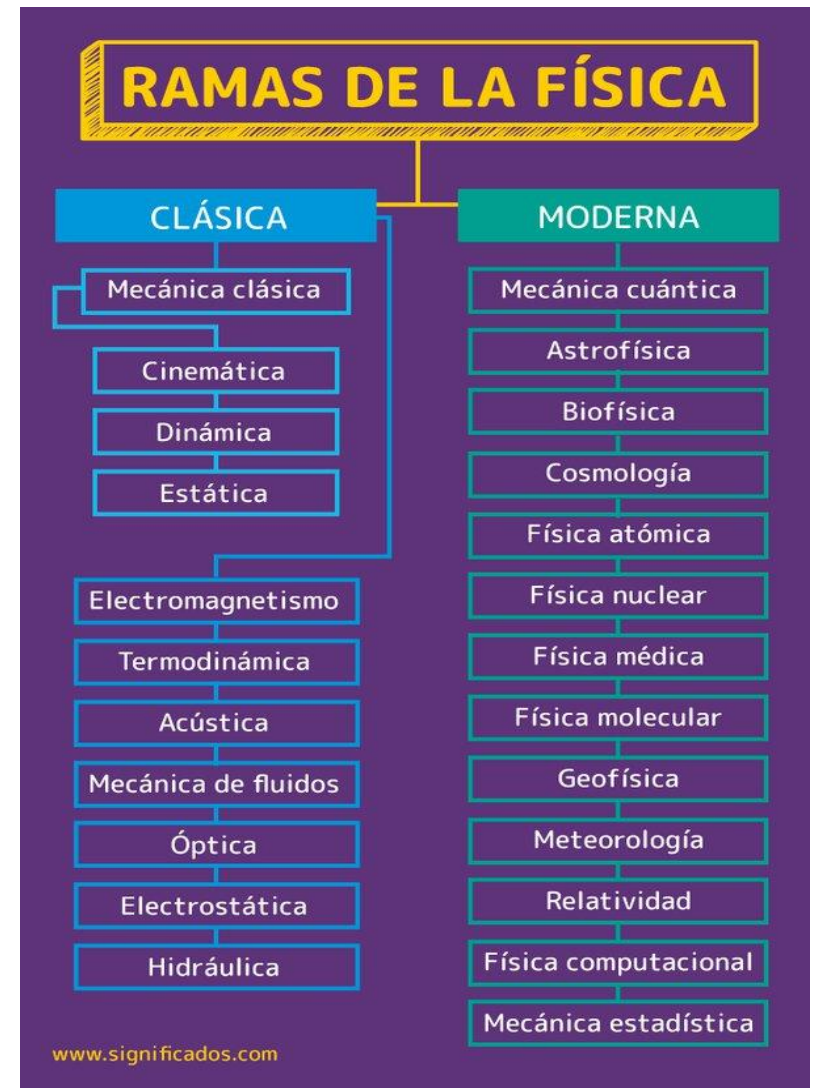 RAMAS DE LA FÍSICA
CLÁSICA
Mecánica clásica
Cinemática
Dinámica
Estática
Electromagnetismo
Termodinámica
Acústica
Mecánica de fluidos
Óptica
Electrostática
Hidráulica
MODERNA
Mecánica cuántica
Astrofísica
Biofísica
Cosmología
Física atómica
Física nuclear
Física médica
Física molecular
Geofísica
Meteorología
Relatividad
Física computacional
Mecánica estadística
www.significados.com